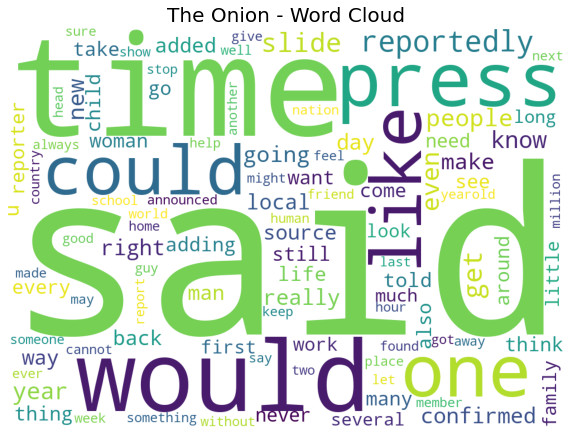 The Onion - Word Cloud
sure
take
show
added
well
give
slide
reportedly
next
time
press
head
new
child
stop
go
another
nation
people
long
reporter
always
woman
help
day
need
know
could
going
feel
like
even
make
country
might
want
come
see
u
school
announced
friend
yearold
million
world
local
human
said
home
source
look
get
around
good
right
adding
still
last
told
little
made
guy
life
much
every
man
really
hour
may
report
keep
also
someone
cannot
back
first
work
found
got
away
think
way
say
place
would
one
ever
two
let
family
year
many
member
thing
week
something
never
several
confirmed
without